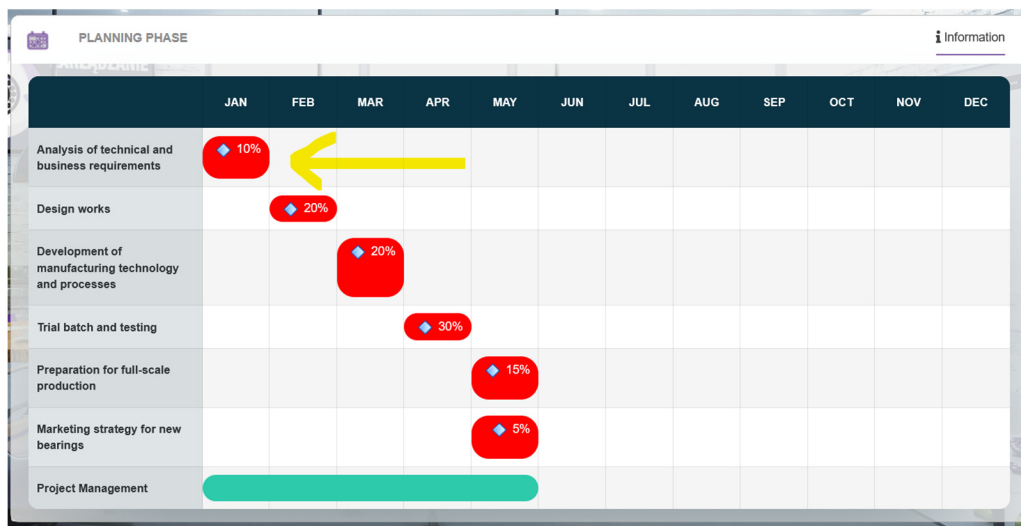 PLANNING PHASE
Information
JAN FEB MAR APR MAY JUN JUL AUG SEP OCT NOV DEC
Analysis of technical and
business requirements
10%
Design works
20%
Development of
manufacturing technology
and processes
20%
Trial batch and testing
30%
Preparation for full-scale
production
15%
Marketing strategy for new
bearings
5%
Project Management